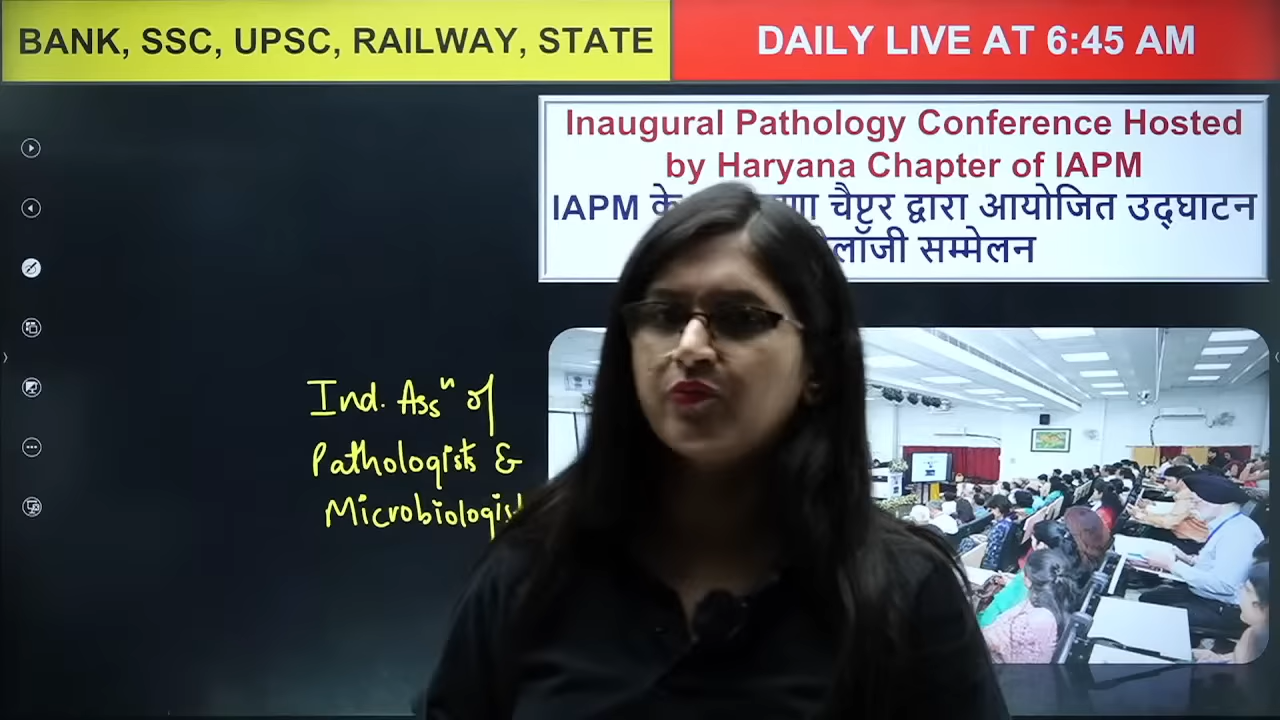 BANK, SSC, UPSC, RAILWAY, STATE
DAILY LIVE AT 6:45 AM
Inaugural Pathology Conference Hosted
by Haryana Chapter of IAPM
IAPM चैप्टर द्वारा आयोजित उद्घाटन
सम्मेलन
Ind. Assⁿ of
Pathologists &
Microbiologist